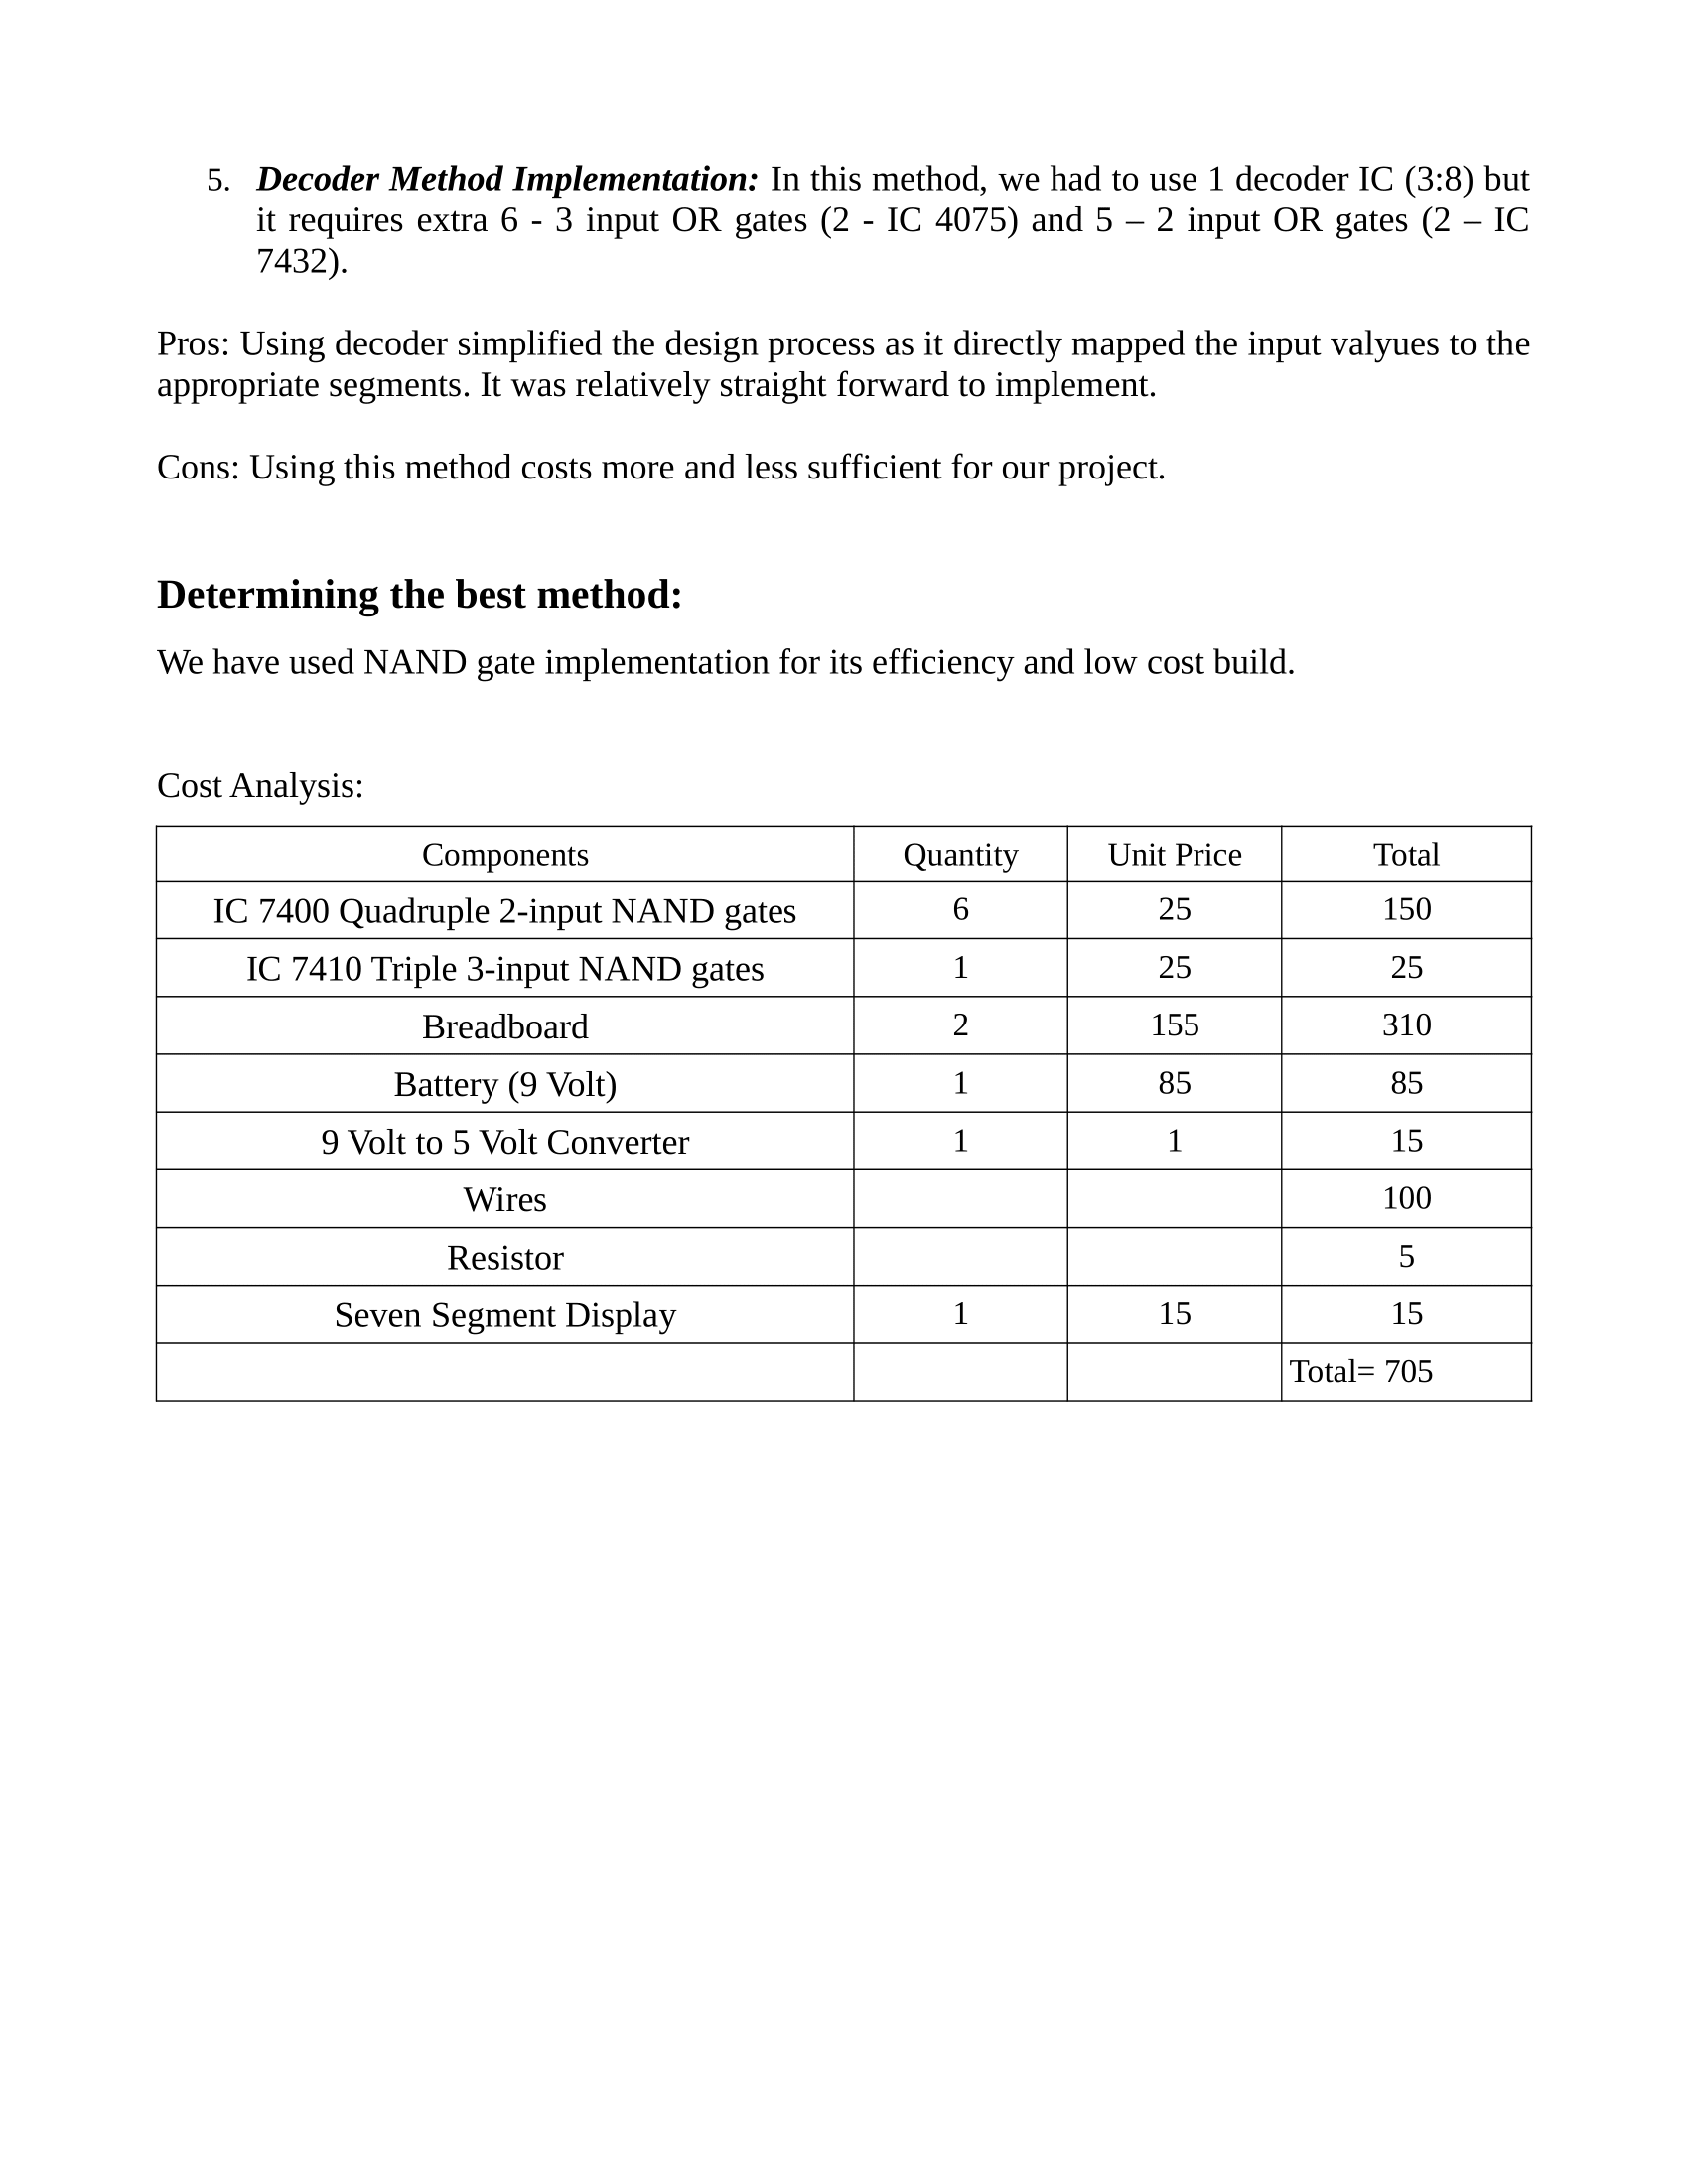 5. Decoder Method Implementation: In this method, we had to use 1 decoder IC (3:8) but
it requires extra 6 - 3 input OR gates (2 - IC 4075) and 5 – 2 input OR gates (2 – IC
7432).
Pros: Using decoder simplified the design process as it directly mapped the input valyues to the
appropriate segments. It was relatively straight forward to implement.
Cons: Using this method costs more and less sufficient for our project.
Determining the best method:
We have used NAND gate implementation for its efficiency and low cost build.
Cost Analysis:
Components Quantity Unit Price Total
IC 7400 Quadruple 2-input NAND gates 6 25 150
IC 7410 Triple 3-input NAND gates 1 25 25
Breadboard 2 155 310
Battery (9 Volt) 1 85 85
9 Volt to 5 Volt Converter 1 1 15
Wires 100
Resistor 5
Seven Segment Display 1 15 15
Total= 705